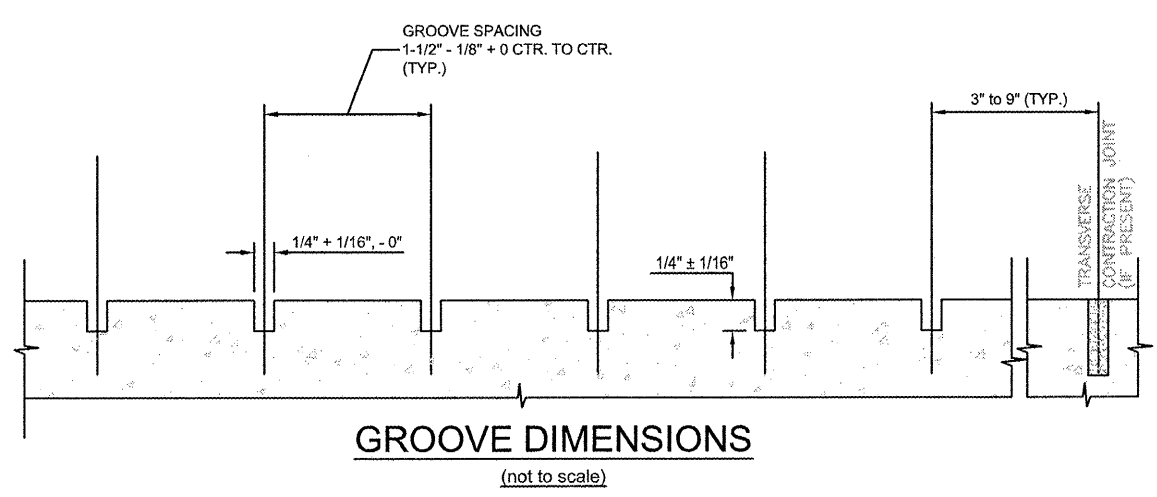 GROOVE SPACING
1-1/2" - 1/8" + 0 CTR. TO CTR.
(TYP.)
3" to 9" (TYP.)
TRANSVERSE
CONTRACTION JOINT
(IF PRESENT)
1/4" + 1/16", - 0"
1/4" ± 1/16"
GROOVE DIMENSIONS
(not to scale)